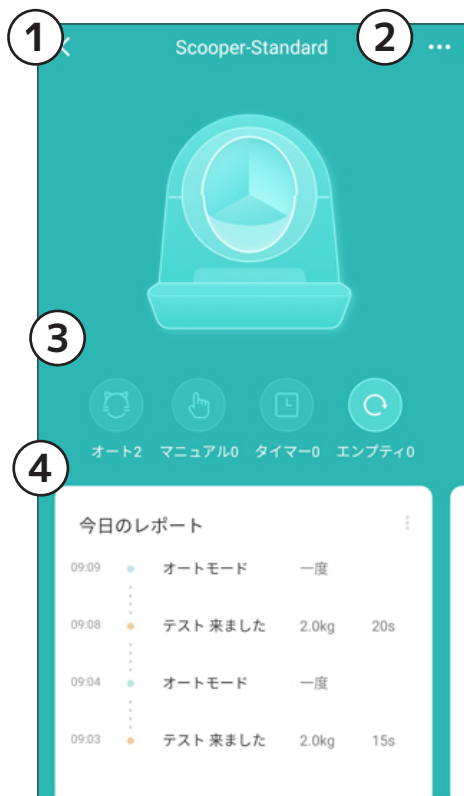 1
Scooper-Standard
2
3
オート2 マニュアル0 タイマー0 エンプティ0
4
今日のレポート
09:09 オートモード 一度
09:08 テスト 来ました 2.0kg 20s
09:04 オートモード 一度
09:03 テスト 来ました 2.0kg 15s